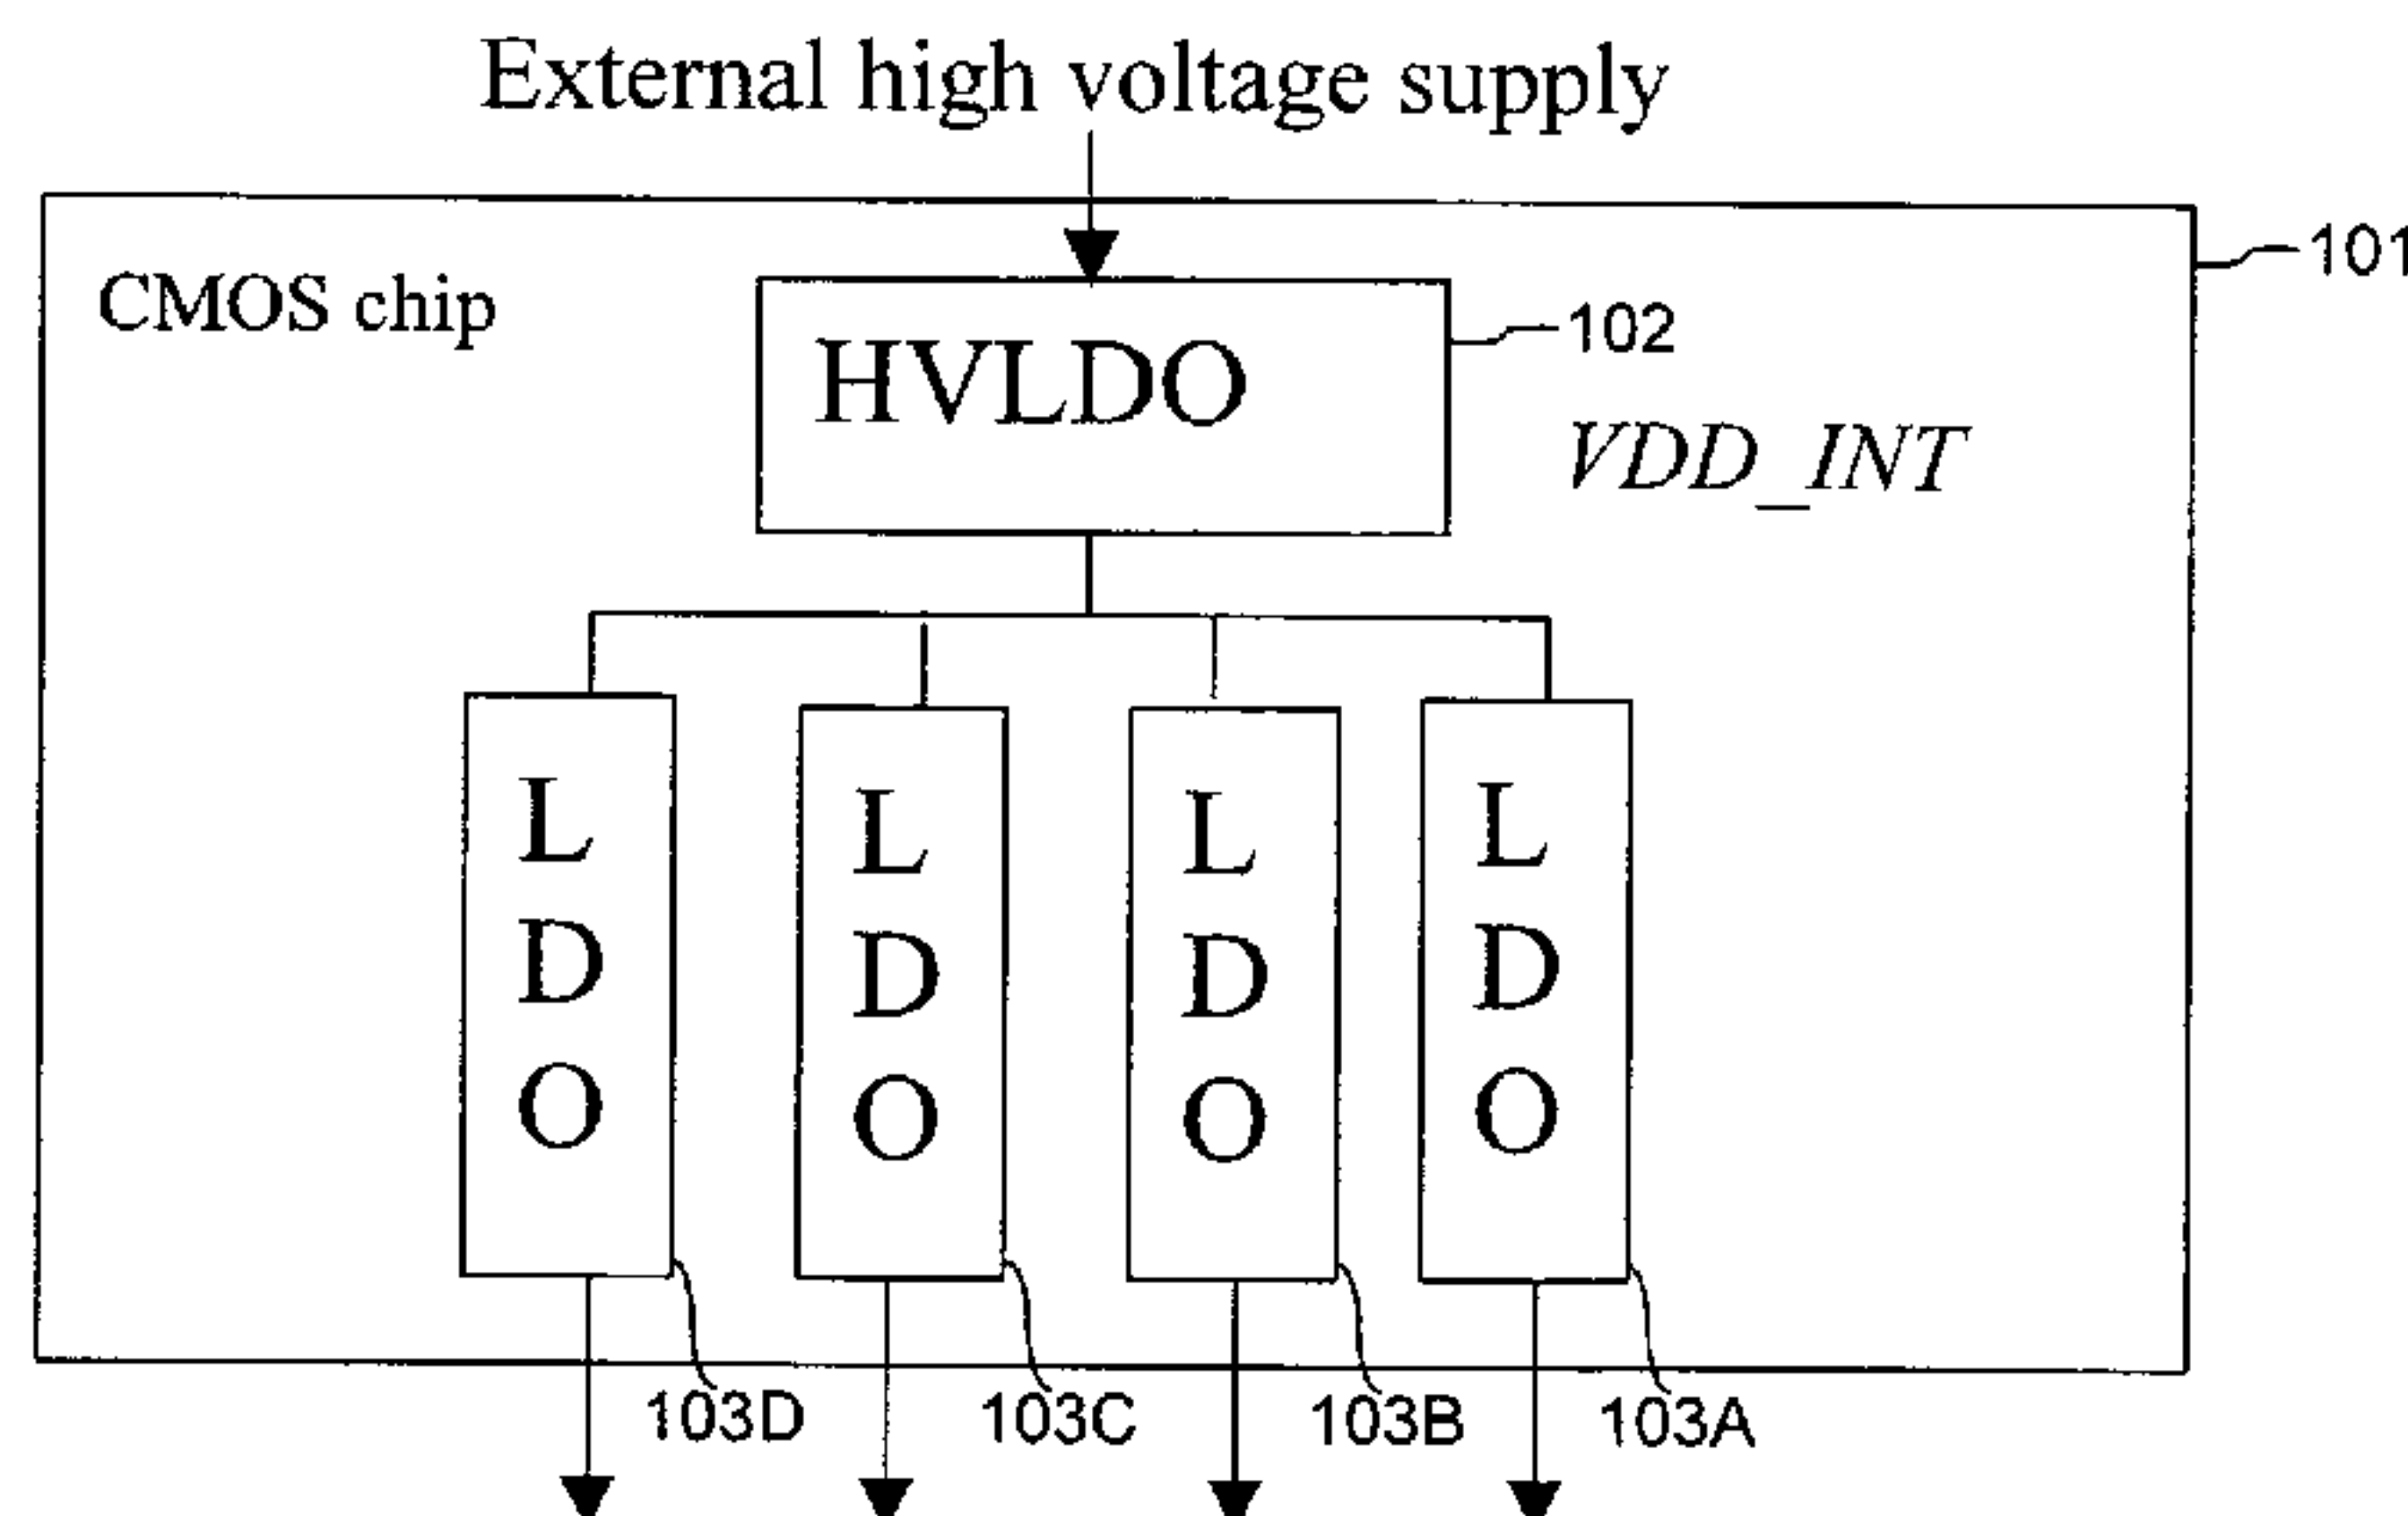 External high voltage supply
101
CMOS chip
102
HVLDO
VDD_INT
L
D
O
L
D
O
L
D
O
L
D
O
103D
103C
103B
103A